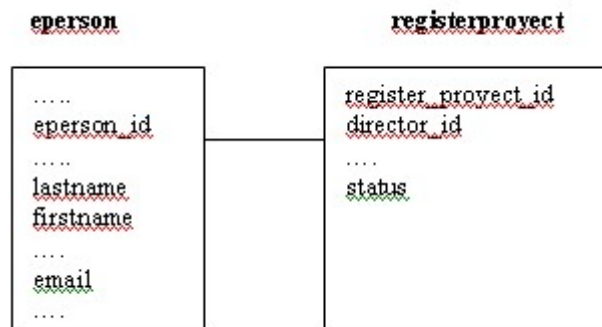 eperson
registerproyect
.....
eperson_id
.....
lastname
firstname
....
email
....
register_proyect_id
director_id
....
status